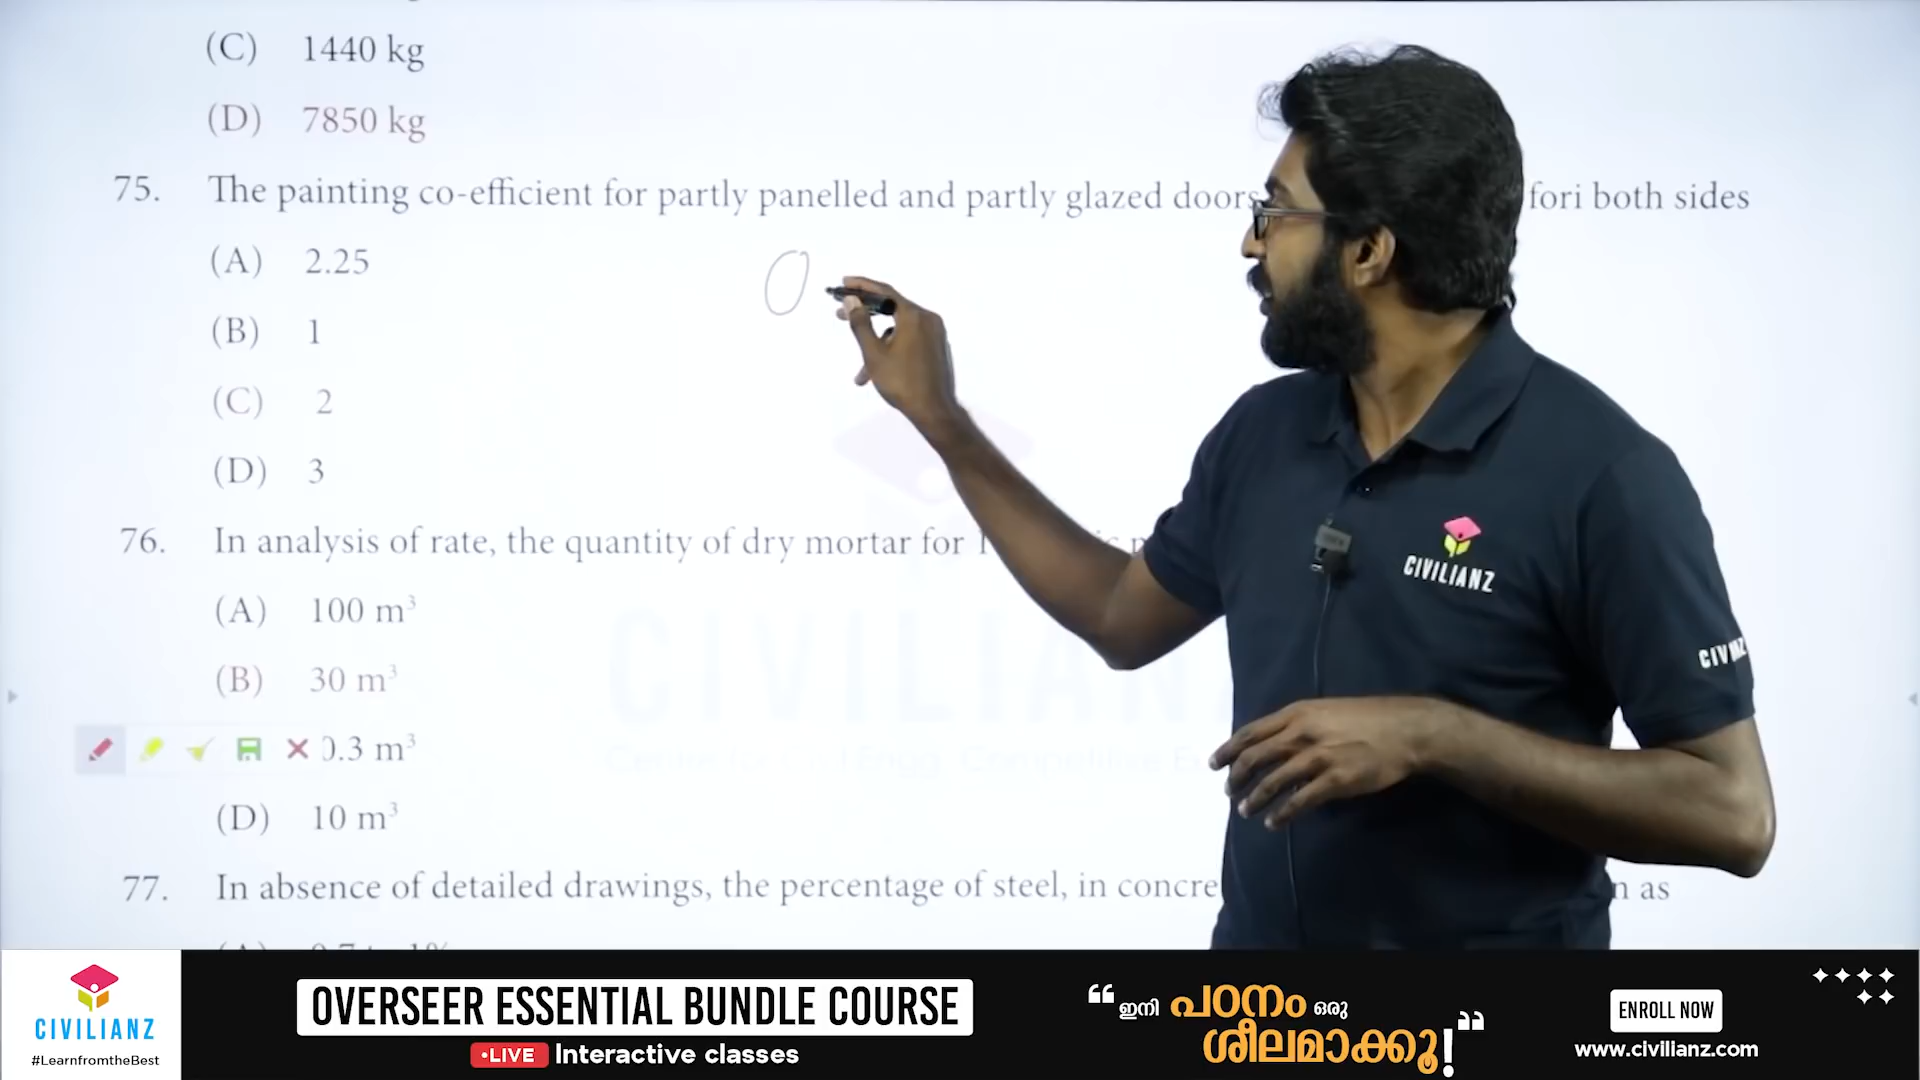 (C) 1440 kg
(D) 7850 kg
75. The painting co-efficient for partly panelled and partly glazed doors fori both sides
(A) 2.25
(B) 1
(C) 2
(D) 3
76. In analysis of rate, the quantity of dry mortar for
(A) 100 m³
(B) 30 m³
0.3 m³
(D) 10 m³
77. In absence of detailed drawings, the percentage of steel, in as
0
CIVILIANZ
CIVILIANZ
CIVILIANZ
#LearnfromtheBest
OVERSEER ESSENTIAL BUNDLE COURSE
•LIVE Interactive classes
“ഇനി പഠനം ഒരു
ശീലമാക്കൂ!”
ENROLL NOW
www.civilianz.com